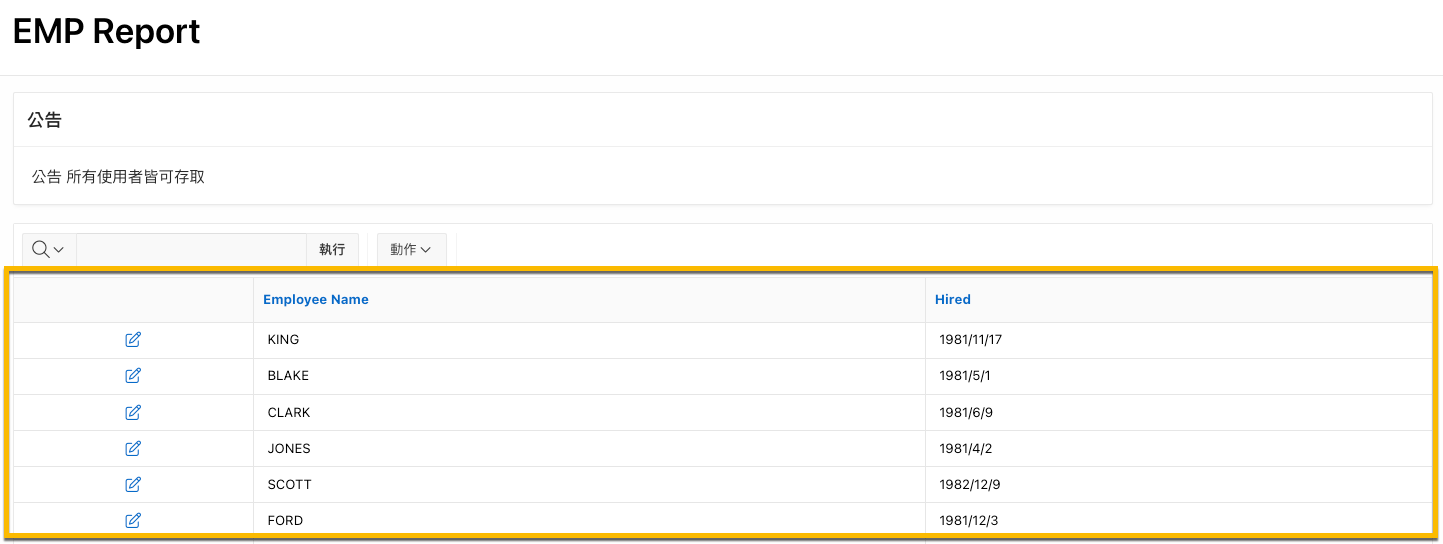 EMP Report
公告
公告 所有使用者皆可存取
執行 動作
Employee Name Hired
KING 1981/11/17
BLAKE 1981/5/1
CLARK 1981/6/9
JONES 1981/4/2
SCOTT 1982/12/9
FORD 1981/12/3